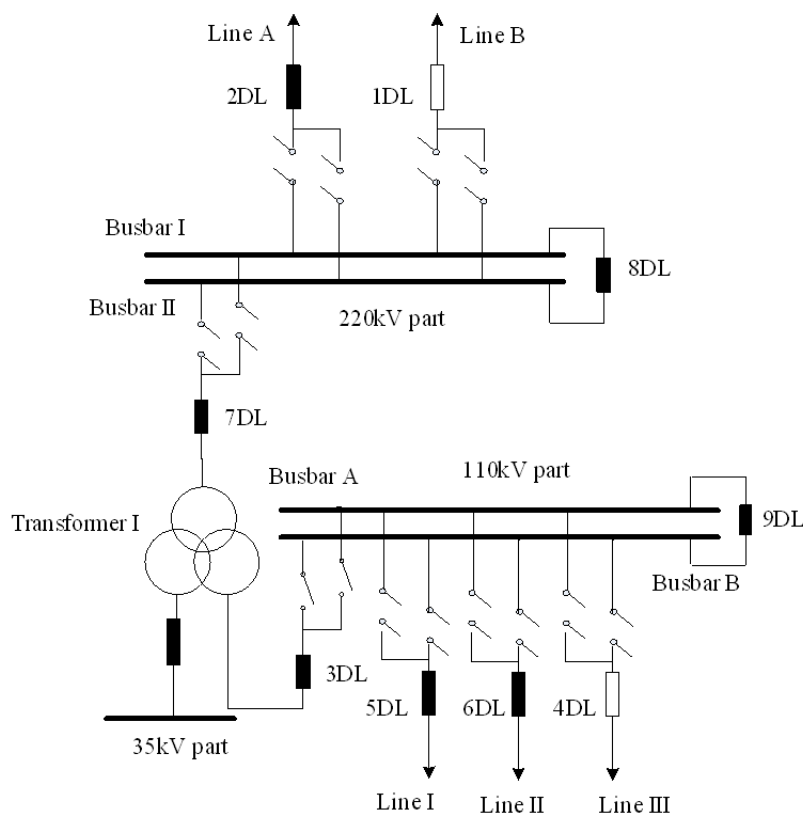 Line A
Line B
2DL
1DL
Busbar I
8DL
Busbar II
220kV part
7DL
110kV part
Busbar A
Transformer I
9DL
Busbar B
3DL
5DL
6DL
4DL
35kV part
Line I
Line II
Line III